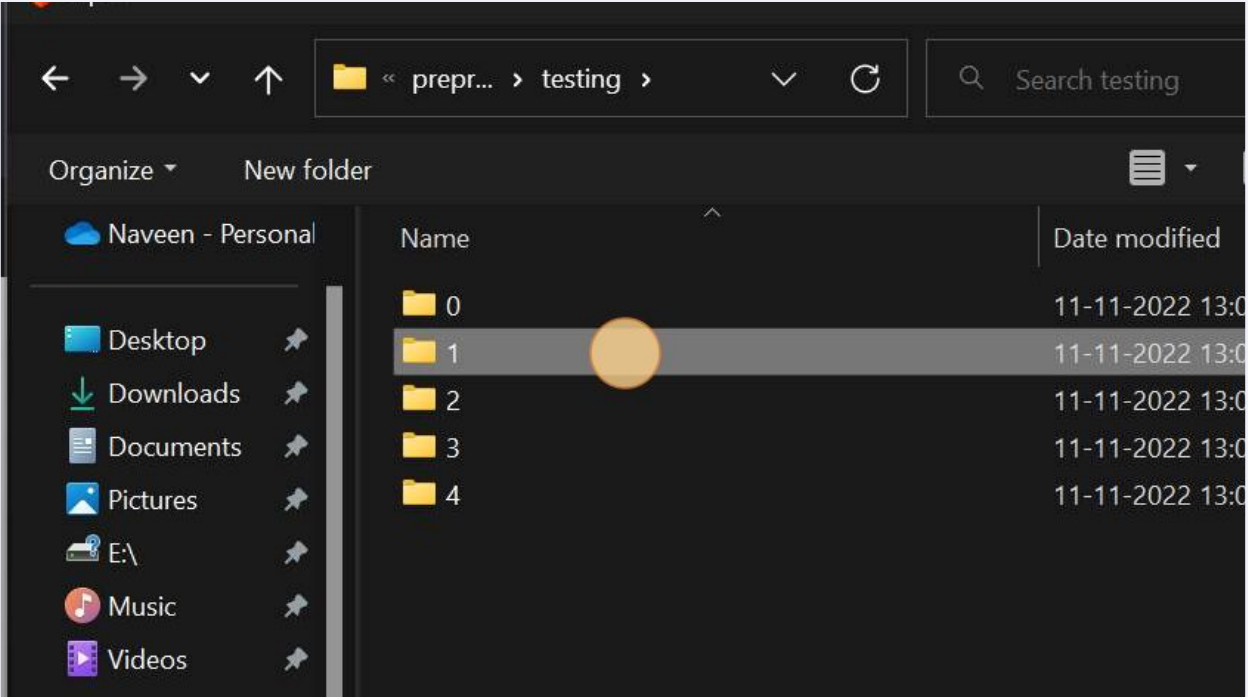 « prepr... > testing >
Search testing
Organize
New folder
Naveen - Personal
Name
Date modified
0 11-11-2022 13:0
1 11-11-2022 13:0
2 11-11-2022 13:0
3 11-11-2022 13:0
4 11-11-2022 13:0
Desktop
Downloads
Documents
Pictures
E:\
Music
Videos